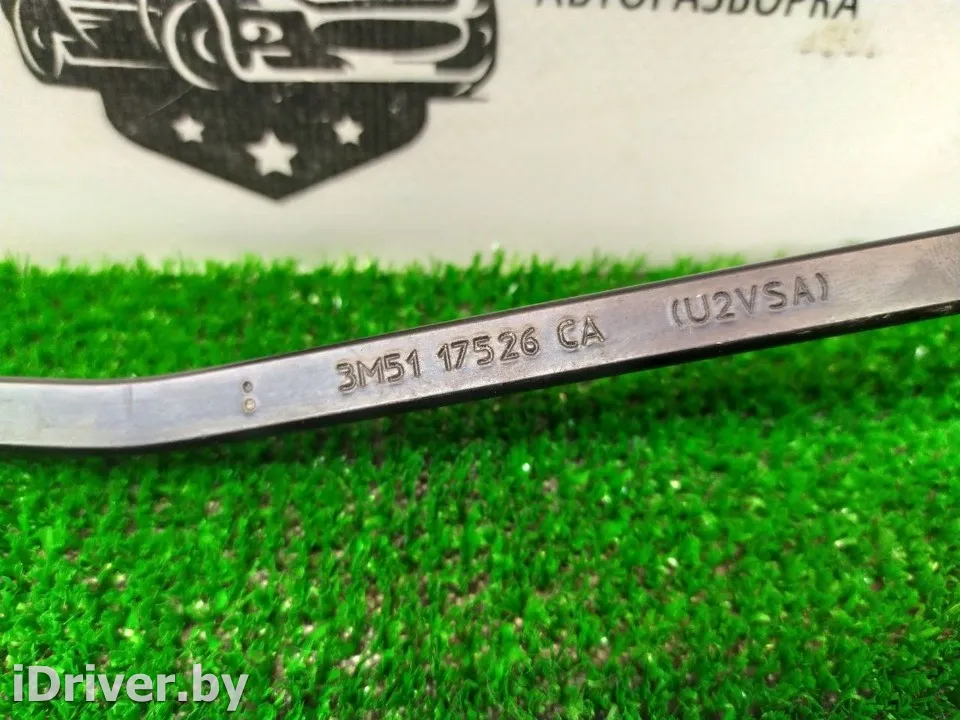 АВТОРАЗБОРКА
3M51 17526 CA (U2VSA)
iDriver.by